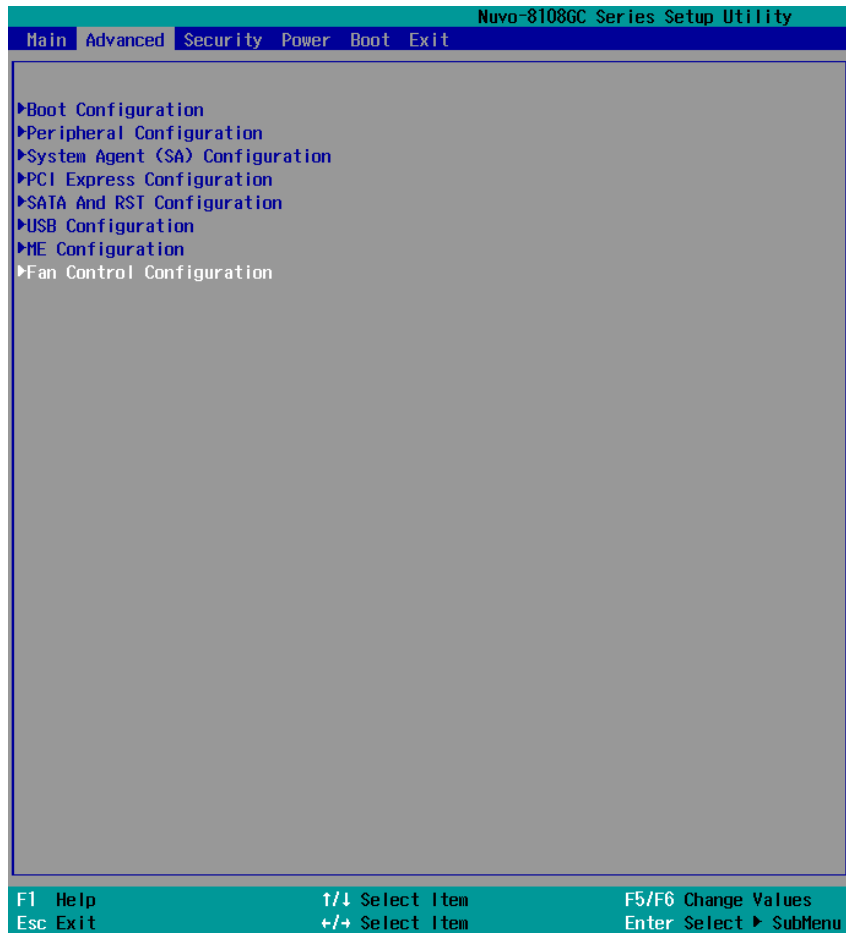 Nuvo-8108GC Series Setup Utility
Main Advanced Security Power Boot Exit
▶Boot Configuration
▶Peripheral Configuration
▶System Agent (SA) Configuration
▶PCI Express Configuration
▶SATA And RST Configuration
▶USB Configuration
▶ME Configuration
▶Fan Control Configuration
F1 Help ↑/↓ Select Item F5/F6 Change Values
Esc Exit ←/→ Select Item Enter Select ▶ SubMenu